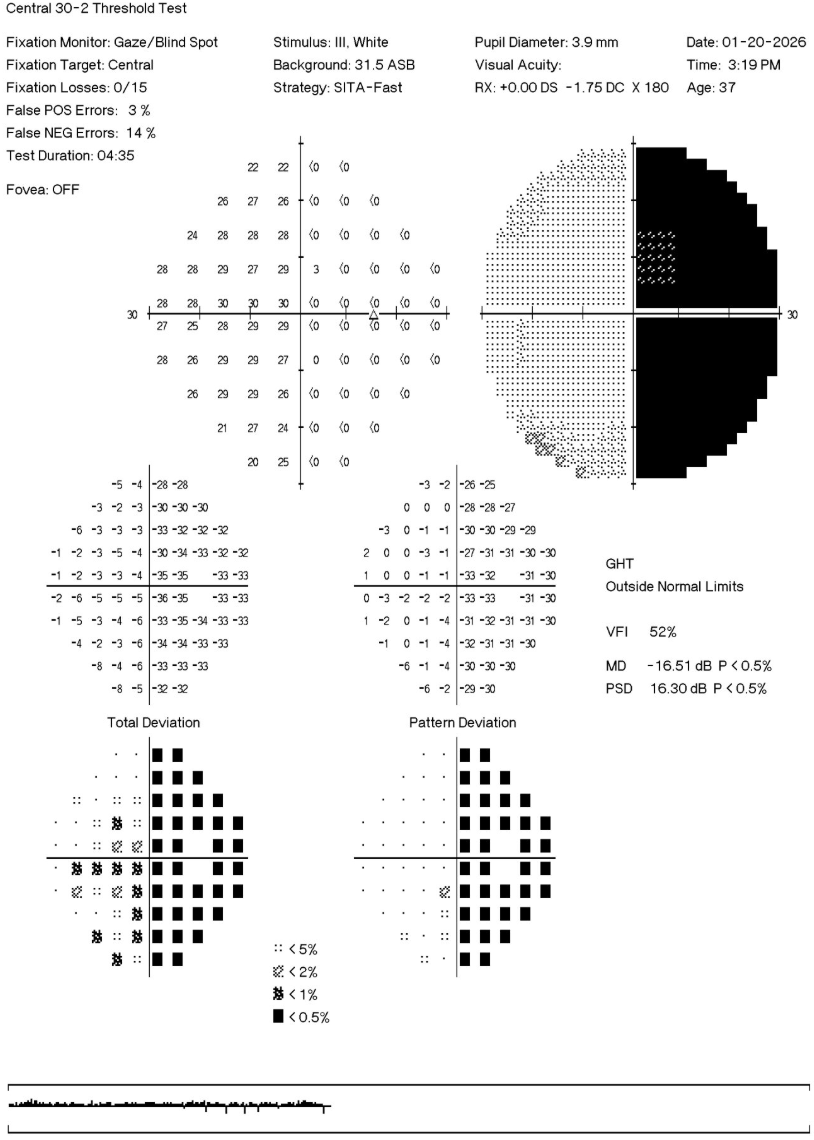 Central 30-2 Threshold Test
Fixation Monitor: Gaze/Blind Spot Stimulus: III, White Pupil Diameter: 3.9 mm Date: 01-20-2026
Fixation Target: Central Background: 31.5 ASB Visual Acuity: Time: 3:19 PM
Fixation Losses: 0/15 Strategy: SITA-Fast RX: +0.00 DS -1.75 DC X 180 Age: 37
False POS Errors: 3 %
False NEG Errors: 14 %
Test Duration: 04:35
Fovea: OFF
22 22 <0 <0
26 27 26 <0 <0 <0
24 28 28 28 <0 <0 <0 <0
28 28 29 27 29 3 <0 <0 <0 <0
28 28 30 30 30 <0 <0 <0 <0 <0
30 30
27 25 28 29 29 <0 <0 <0 <0 <0
28 26 29 29 27 0 <0 <0 <0 <0
26 29 29 26 <0 <0 <0 <0
21 27 24 <0 <0 <0
20 25 <0 <0
-5 -4 -28 -28
-3 -2 -3 -30 -30 -30
-6 -3 -3 -3 -33 -32 -32 -32
-1 -2 -3 -5 -4 -30 -34 -33 -32 -32
-1 -2 -3 -3 -4 -35 -35 -33 -33
-2 -6 -5 -5 -5 -36 -35 -33 -33
-1 -5 -3 -4 -6 -33 -35 -34 -33 -33
-4 -2 -3 -6 -34 -34 -33 -33
-8 -4 -6 -33 -33 -33
-8 -5 -32 -32
Total Deviation
-3 -2 -26 -25
0 0 0 -28 -28 -27
-3 0 -1 -1 -30 -30 -29 -29
2 0 0 -3 -1 -27 -31 -31 -30 -30
1 0 0 -1 -1 -33 -32 -31 -30
0 -3 -2 -2 -2 -33 -33 -31 -30
1 -2 0 -1 -4 -31 -32 -31 -31 -30
-1 0 -1 -4 -32 -31 -31 -30
-6 -1 -4 -30 -30 -30
-6 -2 -29 -30
Pattern Deviation
GHT
Outside Normal Limits
VFI 52%
MD -16.51 dB P < 0.5%
PSD 16.30 dB P < 0.5%
< 5%
< 2%
< 1%
< 0.5%